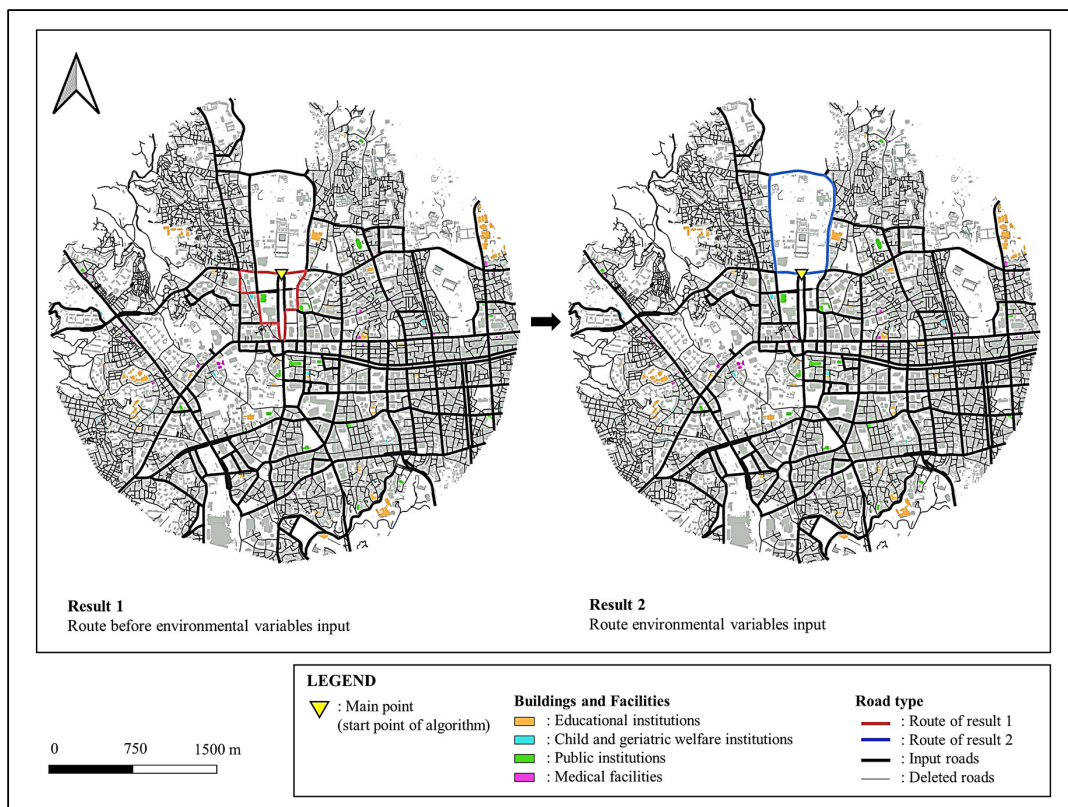 Result 1
Route before environmental variables input
Result 2
Route environmental variables input
0 750 1500 m
LEGEND
: Main point
(start point of algorithm)
Buildings and Facilities
: Educational institutions
: Child and geriatric welfare institutions
: Public institutions
: Medical facilities
Road type
: Route of result 1
: Route of result 2
: Input roads
: Deleted roads